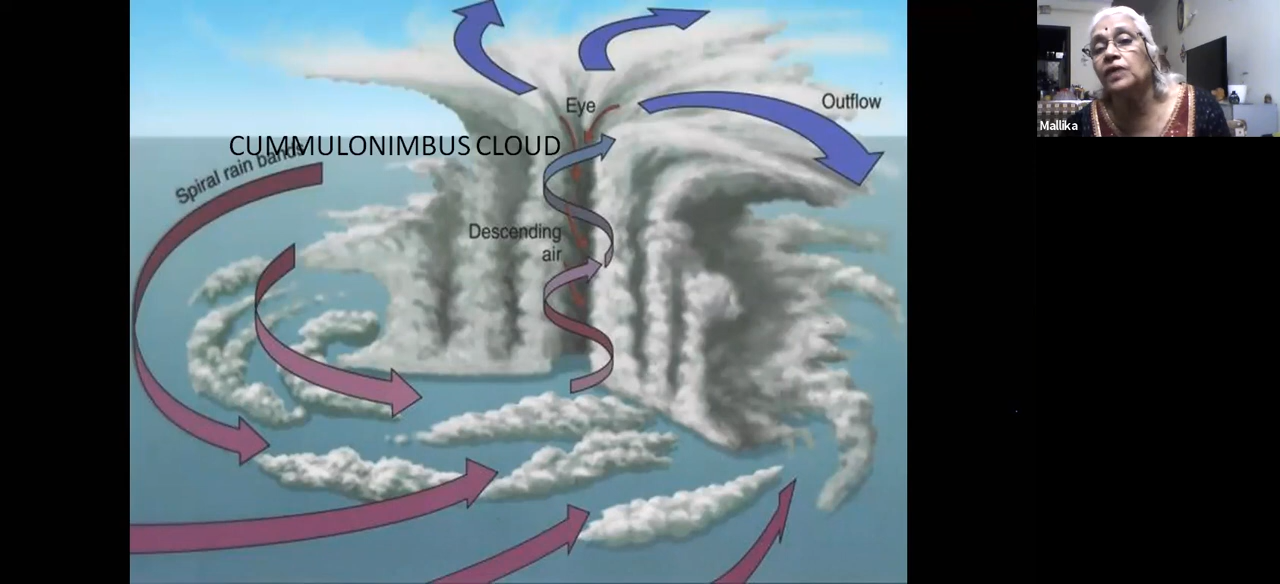 Eye
Outflow
CUMMULONIMBUS CLOUD
Spiral rain bands
Descending
air
Mallika